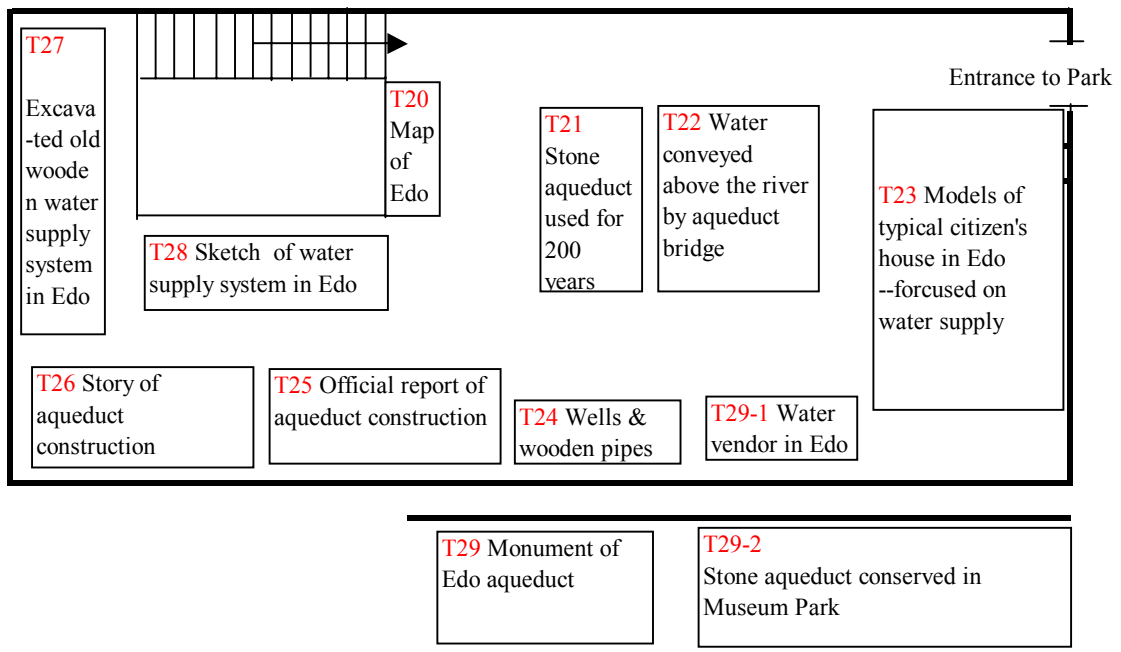 T27
Excava
-ted old
woode
n water
supply
system
in Edo
T20
Map
of
Edo
T28 Sketch of water
supply system in Edo
T21
Stone
aqueduct
used for
200
years
T22 Water
conveyed
above the river
by aqueduct
bridge
Entrance to Park
T23 Models of
typical citizen's
house in Edo
--forcused on
water supply
T26 Story of
aqueduct
construction
T25 Official report of
aqueduct construction
T24 Wells &
wooden pipes
T29-1 Water
vendor in Edo
T29 Monument of
Edo aqueduct
T29-2
Stone aqueduct conserved in
Museum Park